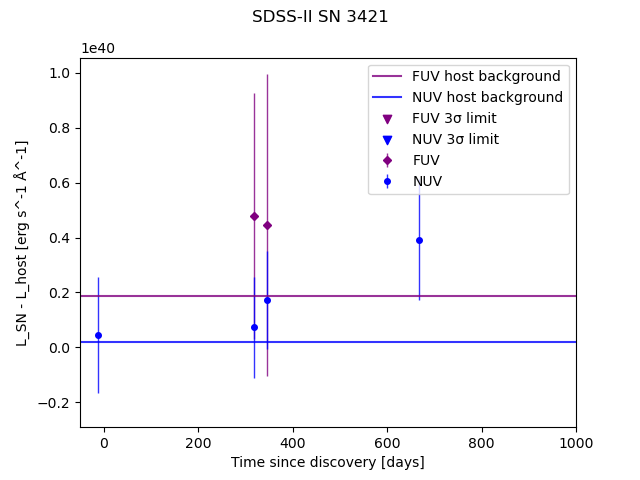 SDSS-II SN 3421
1e40
FUV host background
NUV host background
FUV 3σ limit
NUV 3σ limit
FUV
NUV
1.0
0.8
0.6
0.4
0.2
0.0
−0.2
L_SN - L_host [erg s^-1 Å^-1]
0 200 400 600 800 1000
Time since discovery [days]